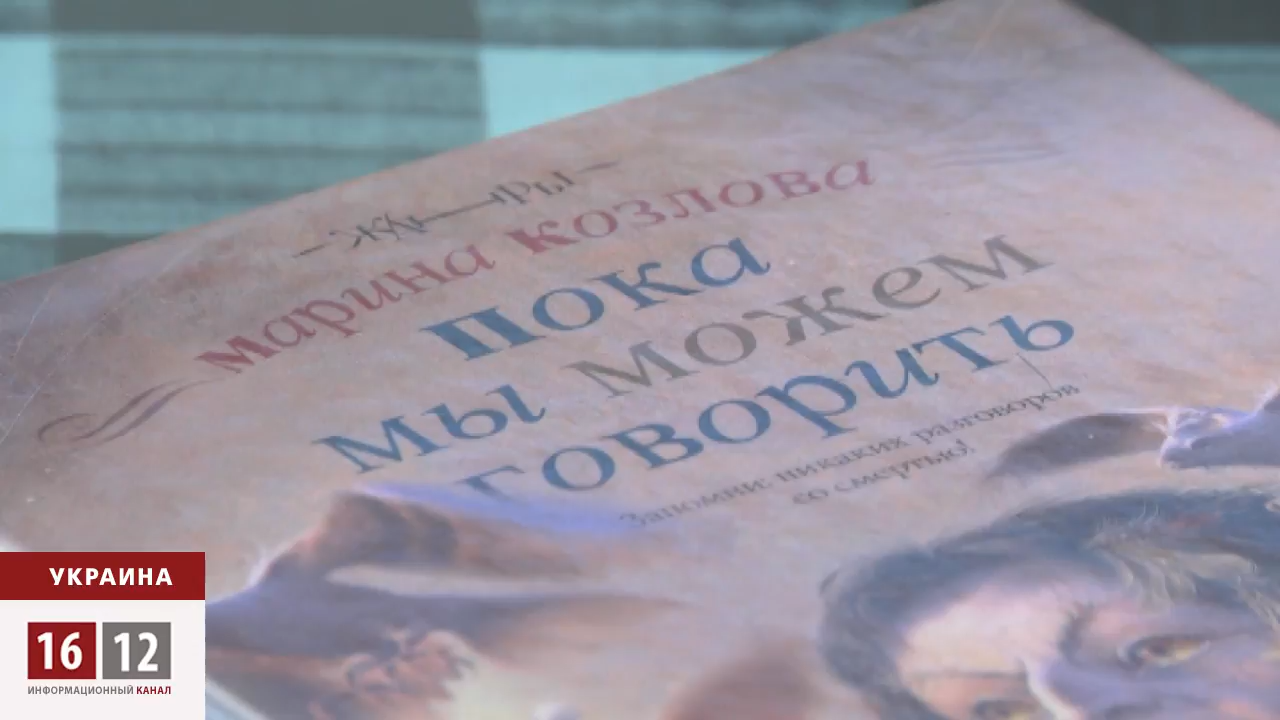 марина козлова
пока
мы можем
говорить
Запомни: никаких разговоров
со смертью!
УКРАИНА
16 12
ИНФОРМАЦИОННЫЙ КАНАЛ